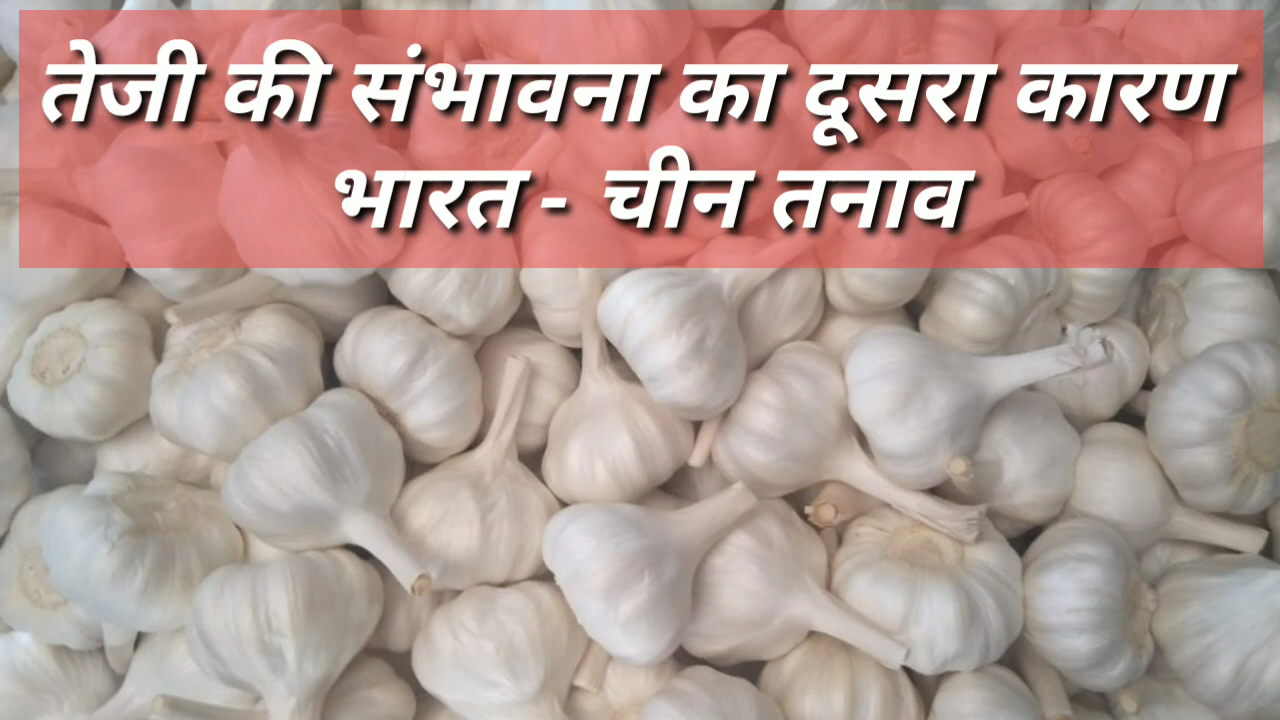 तेजी की संभावना का दूसरा कारण
भारत - चीन तनाव